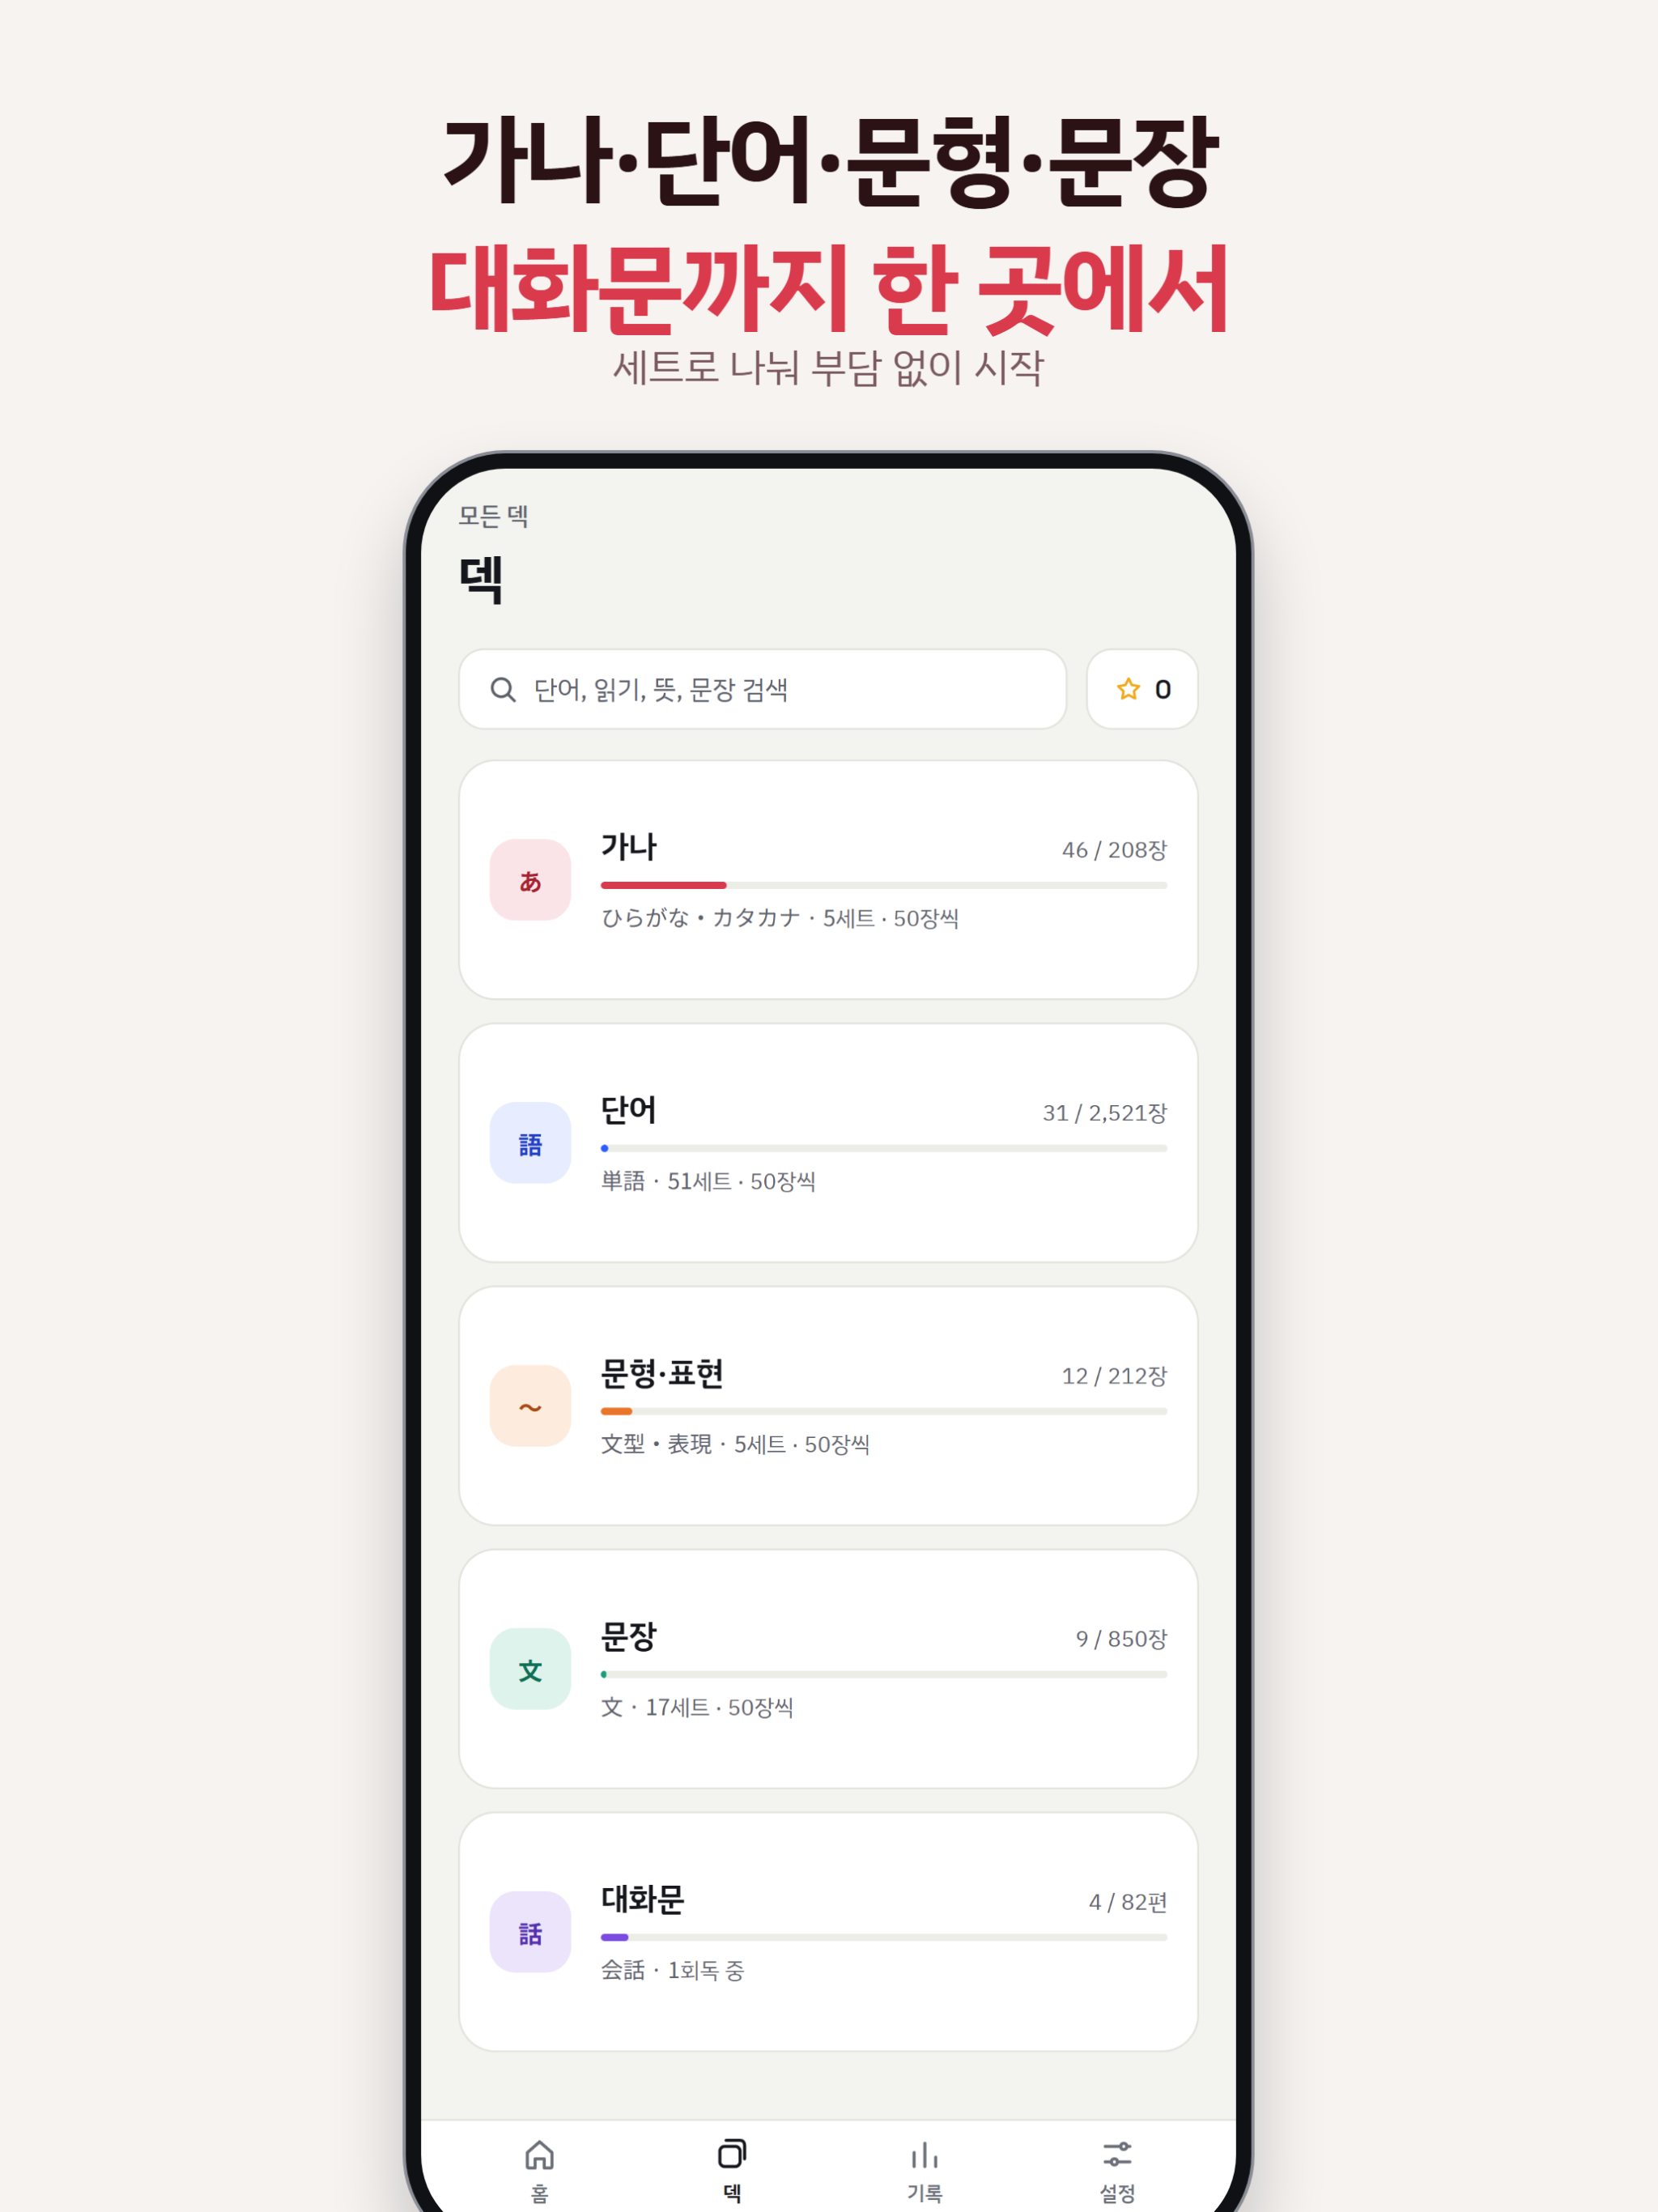 가나·단어·문형·문장
대화문까지 한 곳에서
세트로 나눠 부담 없이 시작
모든 덱
덱
단어, 읽기, 뜻, 문장 검색
0
あ
가나
46 / 208장
ひらがな・カタカナ · 5세트 · 50장씩
語
단어
31 / 2,521장
単語 · 51세트 · 50장씩
～
문형·표현
12 / 212장
文型・表現 · 5세트 · 50장씩
文
문장
9 / 850장
文 · 17세트 · 50장씩
話
대화문
4 / 82편
会話 · 1회독 중
홈
덱
기록
설정